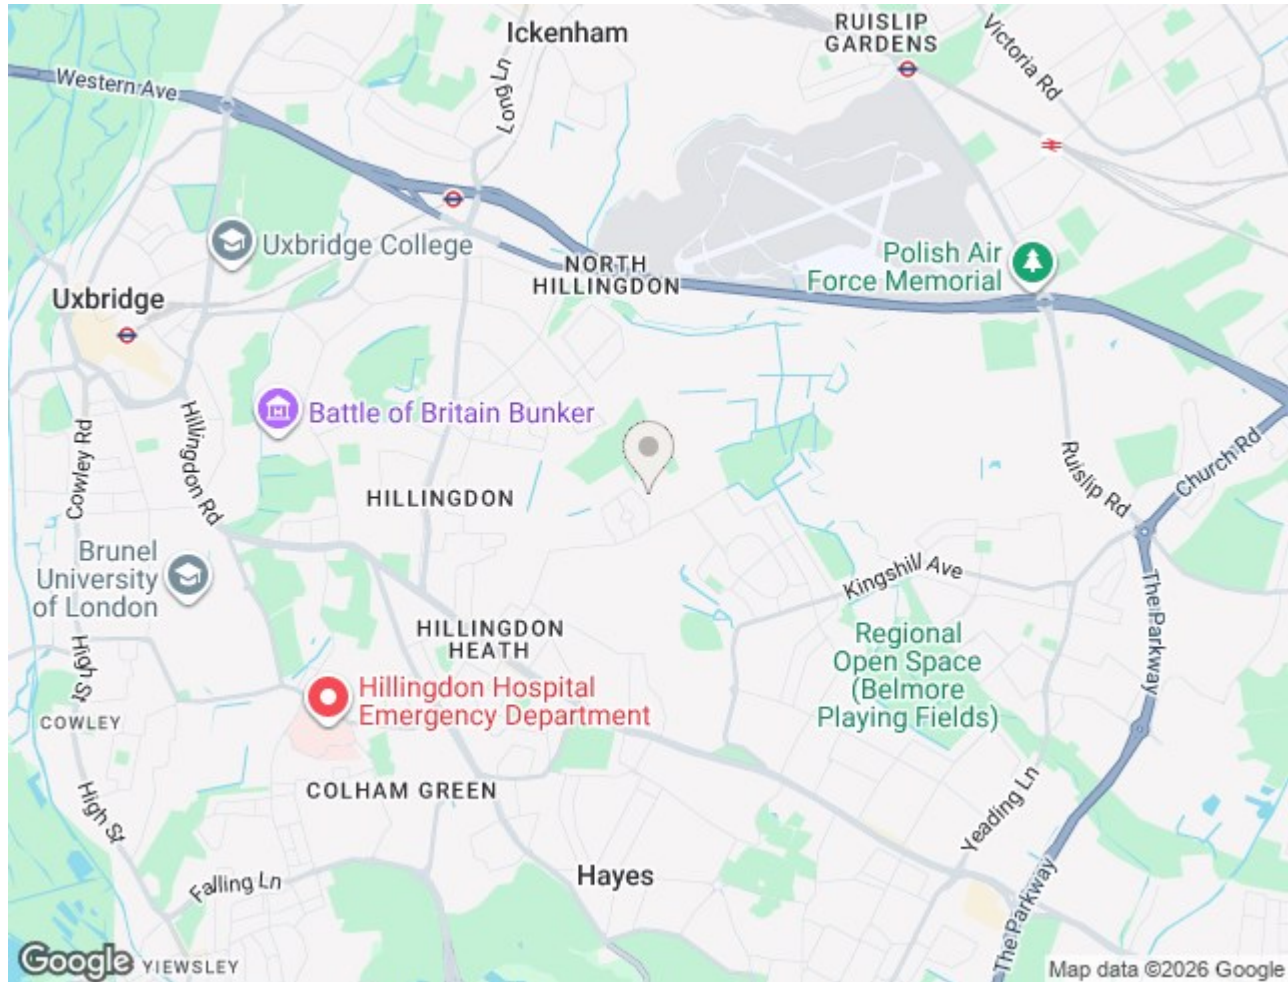 Ickenham
RUISLIP
GARDENS
Victoria Rd
Western Ave
Long Ln
Uxbridge College
NORTH
HILLINGDON
Polish Air
Force Memorial
Uxbridge
Battle of Britain Bunker
Hillingdon Rd
Cowley Rd
HILLINGDON
Ruislip Rd
Church Rd
Brunel
University
of London
Kingshill Ave
The Parkway
HILLINGDON
HEATH
Regional
Open Space
(Belmore
Playing Fields)
High St
Hillingdon Hospital
Emergency Department
COWLEY
COLHAM GREEN
High St
Yeading Ln
Falling Ln
Hayes
The Parkway
Google
YIEWSLEY
Map data ©2026 Google